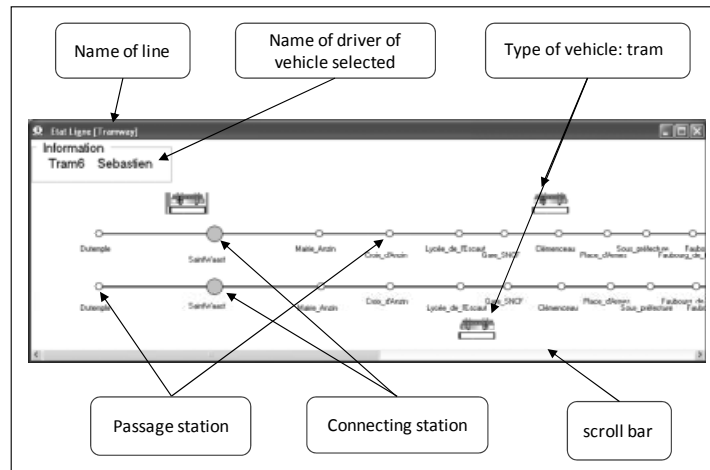 Name of line
Name of driver of
vehicle selected
Type of vehicle: tram
Etat Ligne [Tramway]
Information
Tram6 Sebastien
Dutemple
SaintWaast
Mairie_Anzin
Croix_d'Anzin
Lycée_de_l'Escaut
Gare_SNCF
Clémenceau
Place_d'Armes
Sous_préfecture
Faubourg_de
Dutemple
SaintWaast
Mairie_Anzin
Croix_d'Anzin
Lycée_de_l'Escaut
Gare_SNCF
Clémenceau
Place_d'Armes
Sous_préfecture
Faubourg_de
Passage station
Connecting station
scroll bar